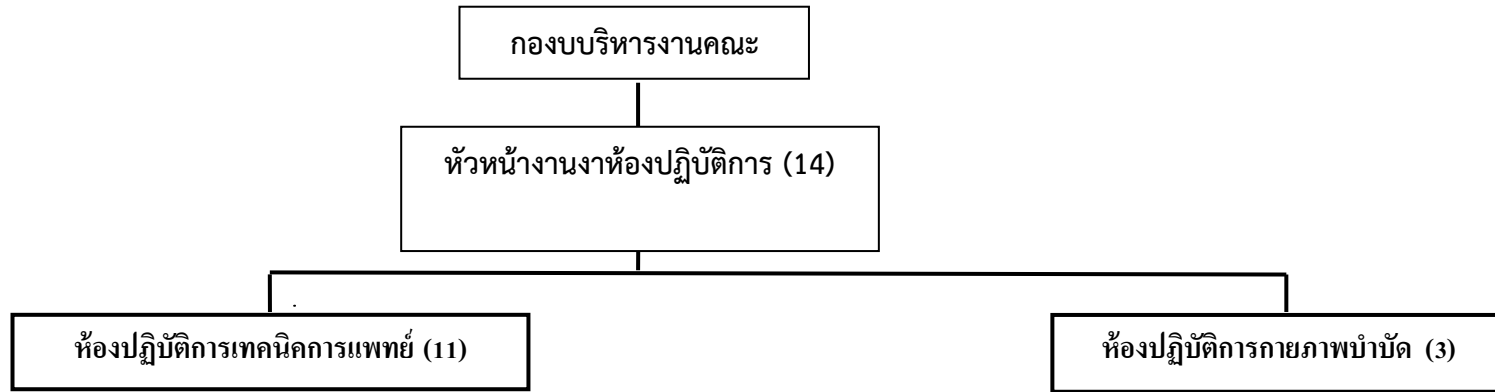 กองบบริหารงานคณะ
หัวหน้างานงาห้องปฏิบัติการ (14)
ห้องปฏิบัติการเทคนิคการแพทย์ (11)
ห้องปฏิบัติการกายภาพบำบัด (3)